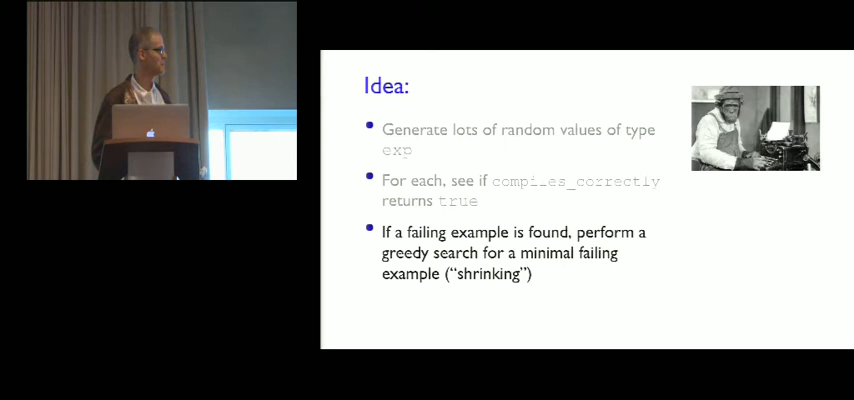 Idea:
Generate lots of random values of type
exp
For each, see if compiles_correctly
returns true
If a failing example is found, perform a
greedy search for a minimal failing
example (“shrinking”)